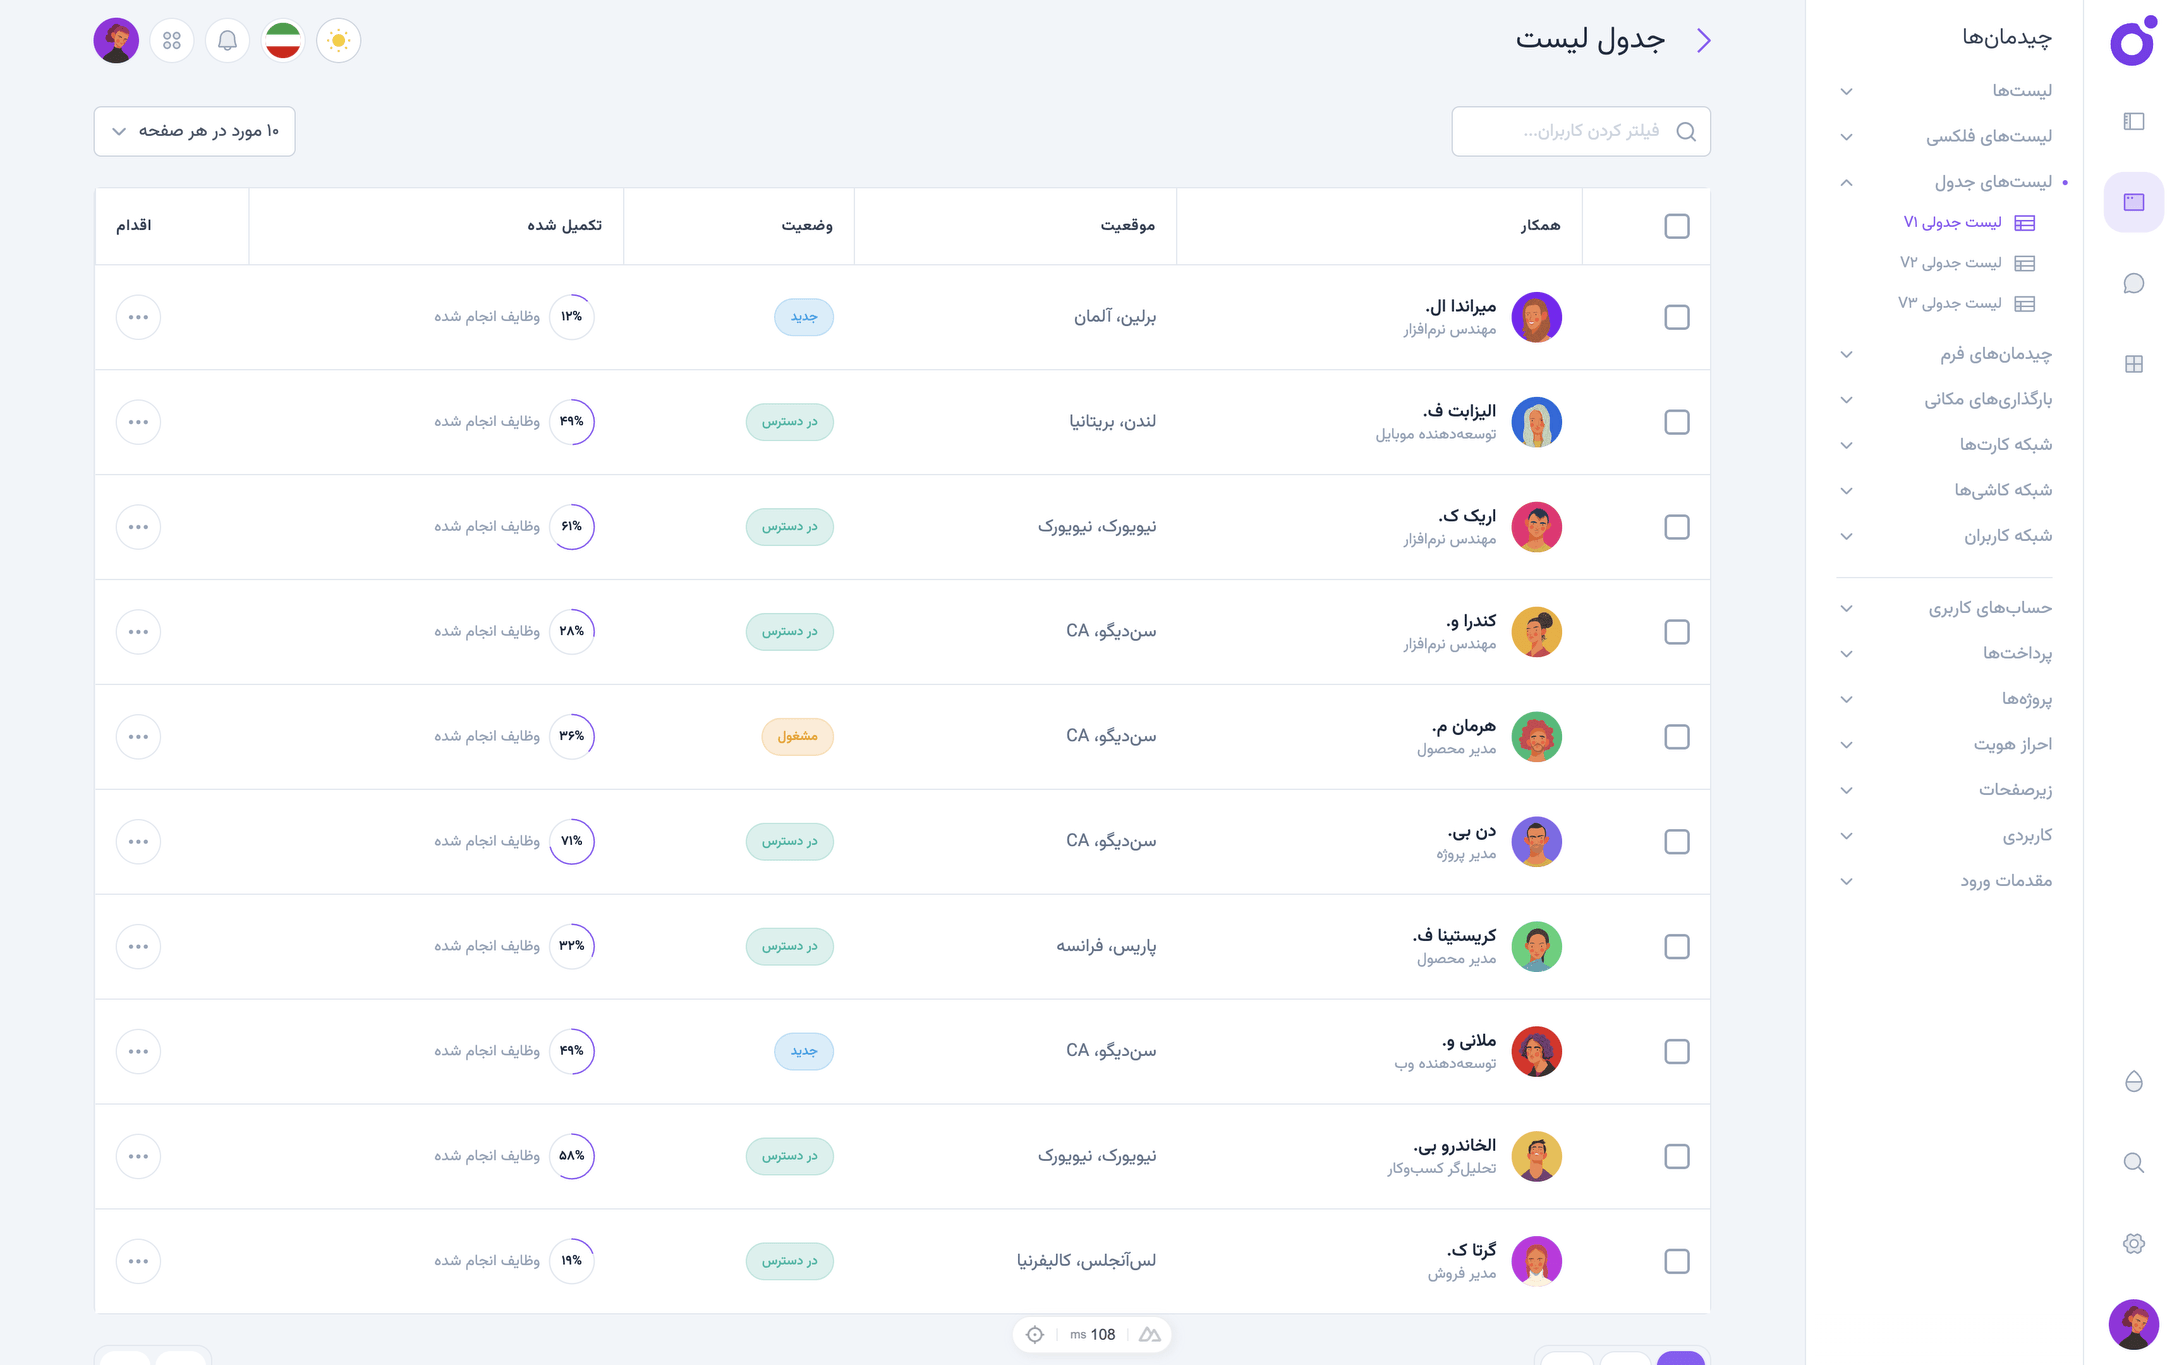 چیدمان‌ها
لیست‌ها
لیست‌های فلکسی
لیست‌های جدول
لیست جدولی V۱
لیست جدولی V۲
لیست جدولی V۳
چیدمان‌های فرم
بارگذاری‌های مکانی
شبکه کارت‌ها
شبکه کاشی‌ها
شبکه کاربران
حساب‌های کاربری
پرداخت‌ها
پروژه‌ها
احراز هویت
زیرصفحات
کاربردی
مقدمات ورود
جدول لیست
فیلتر کردن کاربران...
۱۰ مورد در هر صفحه
همکار موقعیت وضعیت تکمیل شده اقدام
میراندا ال.
مهندس نرم‌افزار
برلین، آلمان
جدید
۱۲%
وظایف انجام شده
الیزابت ف.
توسعه‌دهنده موبایل
لندن، بریتانیا
در دسترس
۴۹%
وظایف انجام شده
اریک ک.
مهندس نرم‌افزار
نیویورک، نیویورک
در دسترس
۶۱%
وظایف انجام شده
کندرا و.
مهندس نرم‌افزار
سن‌دیگو، CA
در دسترس
۲۸%
وظایف انجام شده
هرمان م.
مدیر محصول
سن‌دیگو، CA
مشغول
۳۶%
وظایف انجام شده
دن بی.
مدیر پروژه
سن‌دیگو، CA
در دسترس
۷۱%
وظایف انجام شده
کریستینا ف.
مدیر محصول
پاریس، فرانسه
در دسترس
۳۲%
وظایف انجام شده
ملانی و.
توسعه‌دهنده وب
سن‌دیگو، CA
جدید
۴۹%
وظایف انجام شده
الخاندرو بی.
تحلیل‌گر کسب‌وکار
نیویورک، نیویورک
در دسترس
۵۸%
وظایف انجام شده
گرتا ک.
مدیر فروش
لس‌آنجلس، کالیفرنیا
در دسترس
۱۹%
وظایف انجام شده
108 ms